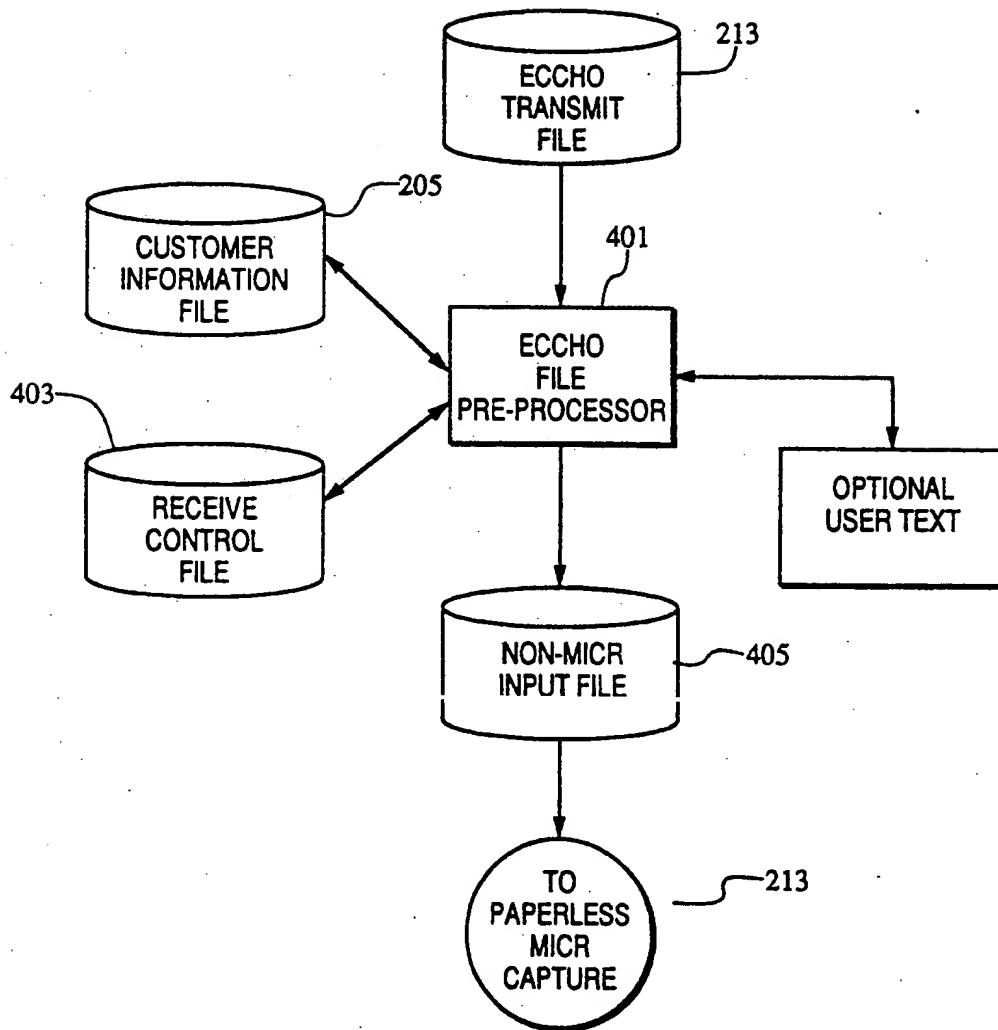 213
ECCHO
TRANSMIT
FILE
205
CUSTOMER
INFORMATION
FILE
401
ECCHO
FILE
PRE-PROCESSOR
403
RECEIVE
CONTROL
FILE
OPTIONAL
USER TEXT
NON-MICR
INPUT FILE
405
TO
PAPERLESS
MICR
CAPTURE
213